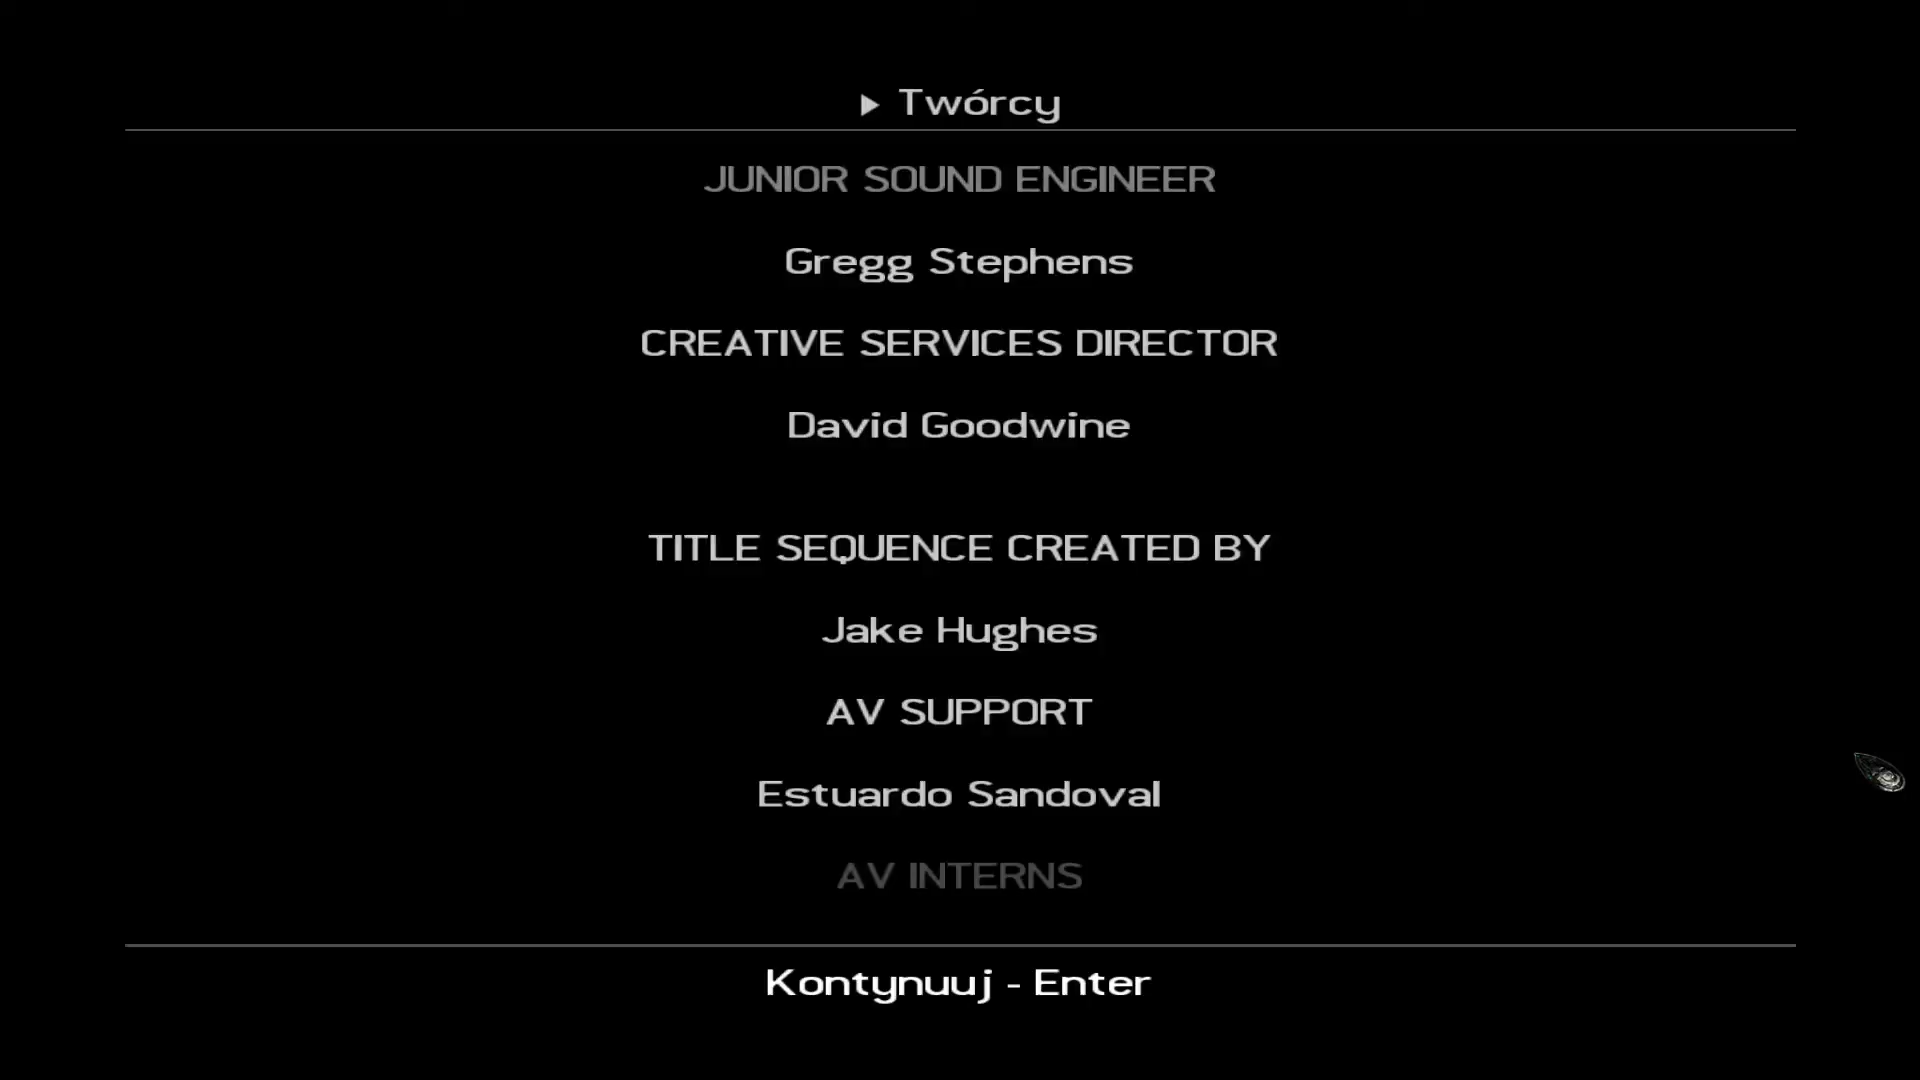 Twórcy
JUNIOR SOUND ENGINEER
Gregg Stephens
CREATIVE SERVICES DIRECTOR
David Goodwine
TITLE SEQUENCE CREATED BY
Jake Hughes
AV SUPPORT
Estuardo Sandoval
AV INTERNS
Kontynuuj - Enter